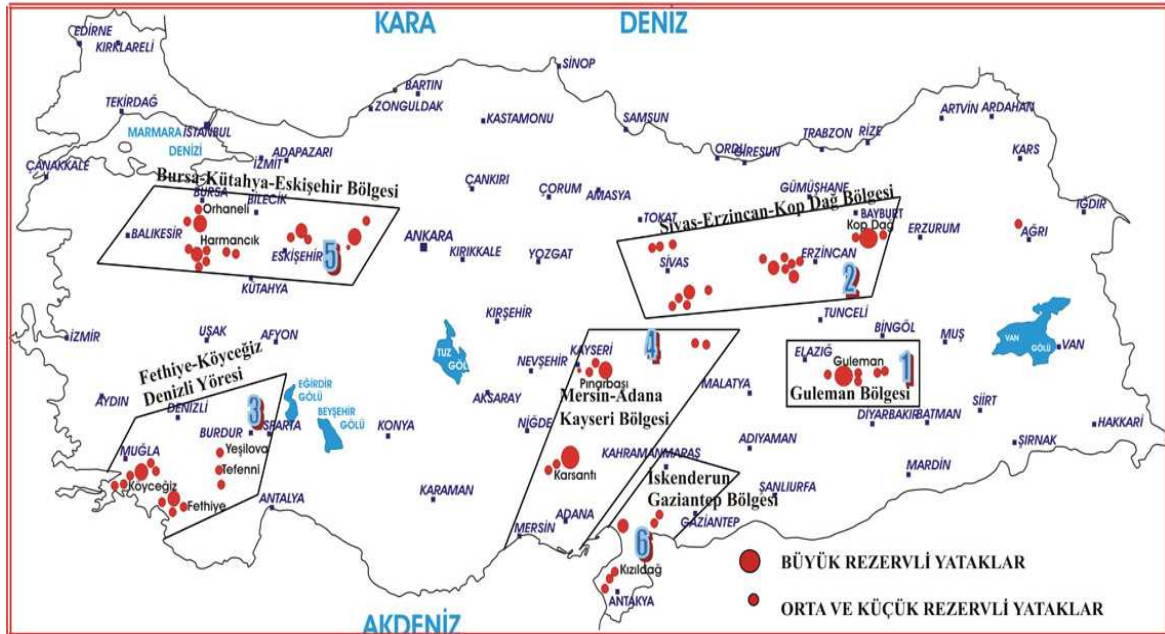 KARA DENİZ
EDİRNE
KIRKLARELİ
SİNOP
BARTIN
ZONGULDAK
KASTAMONU
TEKİRDAĞ
MARMARA
DENİZİ
İSTANBUL
SAMSUN
ARTVİN
ARDAHAN
TRABZON
RİZE
ORDU
GİRESUN
KARS
ÇANAKKALE
İZMİT
ADAPAZARI
ÇANKIRI
ÇORUM
AMASYA
GÜMÜŞHANE
IĞDIR
Bursa-Kütahya-Eskişehir Bölgesi
BURSA
BİLECİK
Orhaneli
BALIKESİR
Harmancık
ESKİŞEHİR
5
KÜTAHYA
ANKARA
KIRIKKALE
YOZGAT
TOKAT
Sivas-Erzincan-Kop Dağ Bölgesi
BAYBURT
Kop Dağ
ERZURUM
AĞRI
SİVAS
ERZİNCAN
2
TUNCELİ
BİNGÖL
MUŞ
VAN
GÖLÜ
VAN
İZMİR
UŞAK
AFYON
KIRŞEHİR
TUZ
GÖL
NEVŞEHİR
KAYSERİ
4
Pınarbaşı
Mersin-Adana
Kayseri Bölgesi
MALATYA
ELAZIĞ
Guleman
1
Guleman Bölgesi
Fethiye-Köyceğiz
Denizli Yöresi
EĞİRDİR
GÖLÜ
BEYŞEHİR
GÖLÜ
AYDIN
DENİZLİ
3
BURDUR
ISPARTA
AKSARAY
NİĞDE
KONYA
DİYARBAKIR
BATMAN
SİİRT
HAKKARİ
ŞIRNAK
MARDİN
ADIYAMAN
KAHRAMANMARAŞ
MUĞLA
Yeşilova
Tefenni
Köyceğiz
Fethiye
ANTALYA
KARAMAN
Karsantı
MERSİN
ADANA
İskenderun
Gaziantep Bölgesi
ŞANLIURFA
GAZİANTEP
6
Kızıldağ
ANTAKYA
AKDENİZ
BÜYÜK REZERVLİ YATAKLAR
ORTA VE KÜÇÜK REZERVLİ YATAKLAR